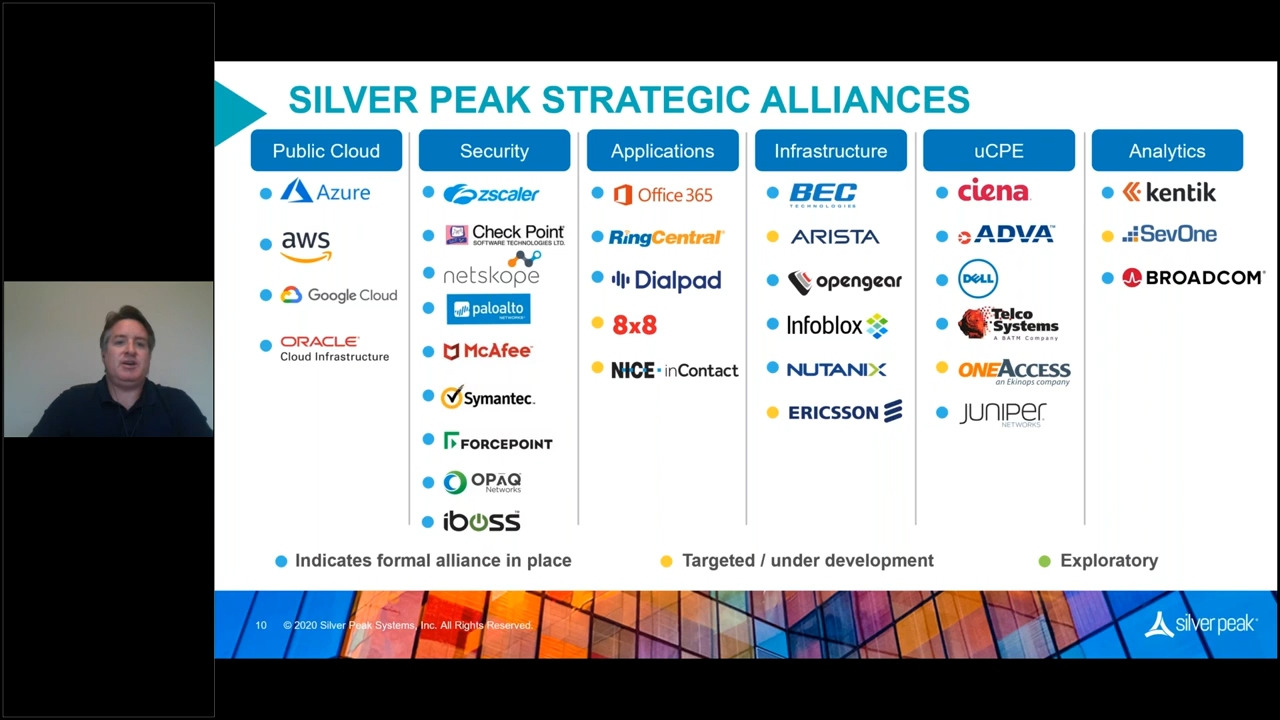 SILVER PEAK STRATEGIC ALLIANCES
Public Cloud
Azure
aws
Google Cloud
ORACLE
Cloud Infrastructure
Security
zscaler
Check Point
SOFTWARE TECHNOLOGIES LTD.
netskope
paloalto
NETWORKS
McAfee
Symantec
FORCEPOINT
OPAQ
Networks
iboss
Applications
Office 365
RingCentral
Dialpad
8x8
NICE·inContact
Infrastructure
BEC
TECHNOLOGIES
ARISTA
opengear
Infoblox
NUTANIX
ERICSSON
uCPE
ciena
ADVA
DELL
Telco
Systems
A BATM Company
ONEAccess
an Ekinops company
JUNIPER
NETWORKS
Analytics
kentik
SevOne
BROADCOM
Indicates formal alliance in place
Targeted / under development
Exploratory
10 © 2020 Silver Peak Systems, Inc. All Rights Reserved.
silver peak